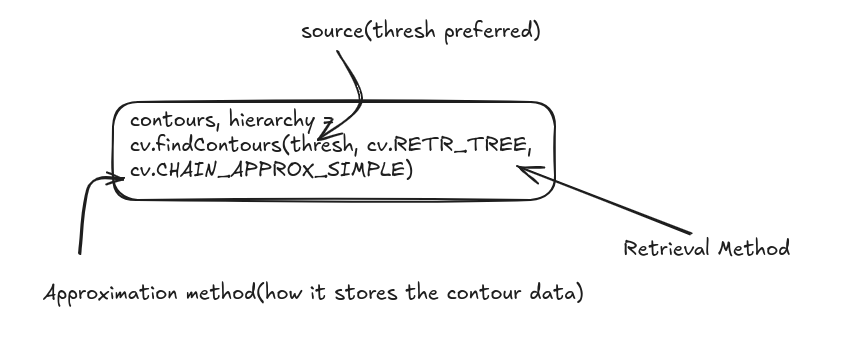 source(thresh preferred)
contours, hierarchy =
cv.findContours(thresh, cv.RETR_TREE,
cv.CHAIN_APPROX_SIMPLE)
Retrieval Method
Approximation method(how it stores the contour data)